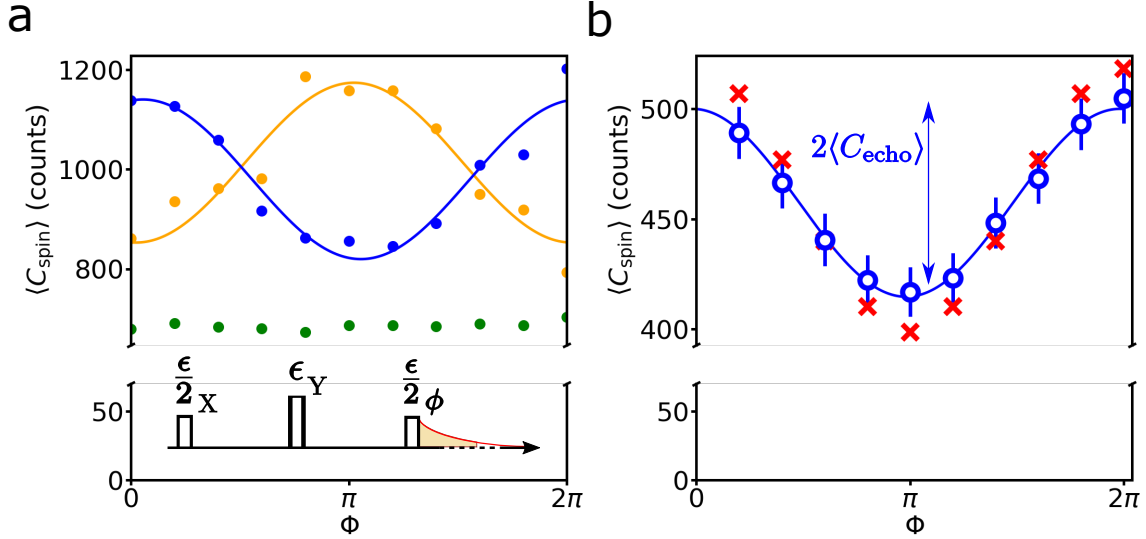 a
⟨C_spin⟩ (counts)
1200
1000
800
50
0
ϵ/2 X
ϵ Y
ϵ/2 ϕ
0
π
2π
Φ
b
⟨C_spin⟩ (counts)
500
450
400
50
0
2⟨C_echo⟩
0
π
2π
Φ